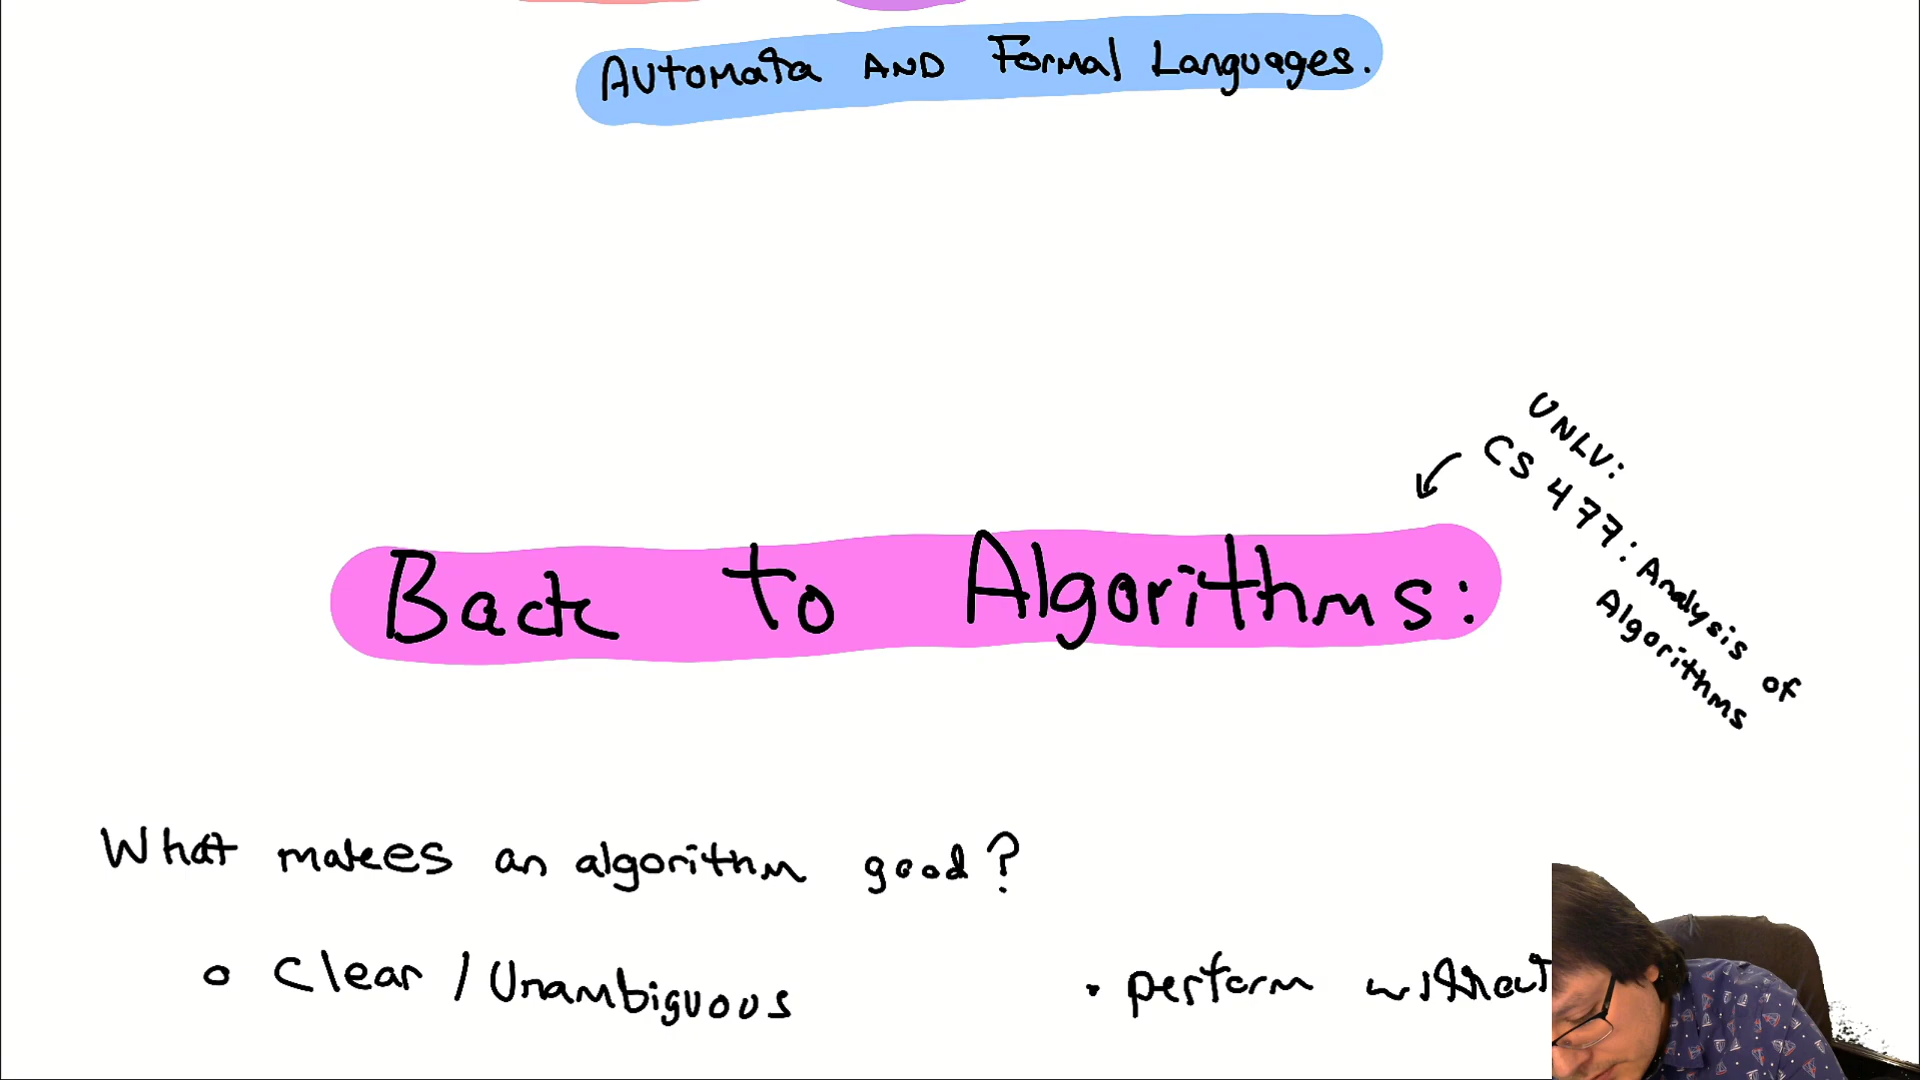 Automata AND Formal Languages.
UNLV:
CS 477: Analysis of
Algorithms
Back to Algorithms:
What makes an algorithm good?
o Clear / Unambiguous
• perform without